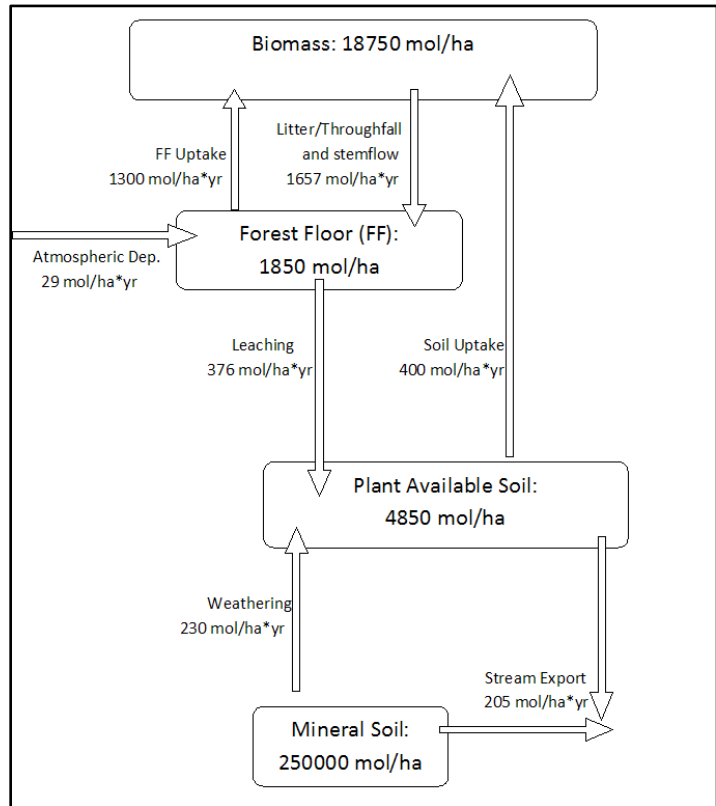 Biomass: 18750 mol/ha
FF Uptake
1300 mol/ha*yr
Litter/Throughfall
and stemflow
1657 mol/ha*yr
Atmospheric Dep.
29 mol/ha*yr
Forest Floor (FF):
1850 mol/ha
Leaching
376 mol/ha*yr
Soil Uptake
400 mol/ha*yr
Plant Available Soil:
4850 mol/ha
Weathering
230 mol/ha*yr
Stream Export
205 mol/ha*yr
Mineral Soil:
250000 mol/ha